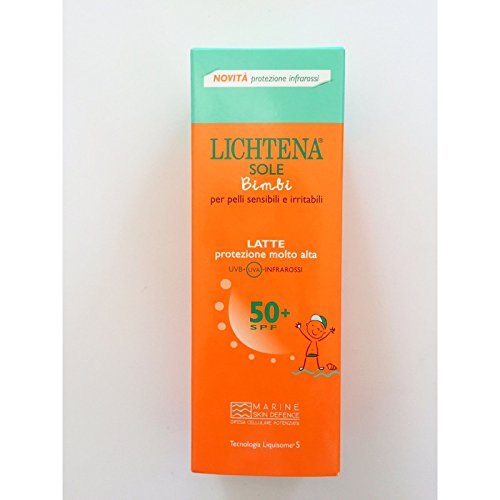 NOVITÀ protezione infrarossi
LICHTENA®
SOLE
Bimbi
per pelli sensibili e irritabili
LATTE
protezione molto alta
UVB-UVA-INFRAROSSI
50+
SPF
MARINE
SKIN DEFENCE
DIFESA CELLULARE POTENZIATA
Tecnologia Liquisome® S